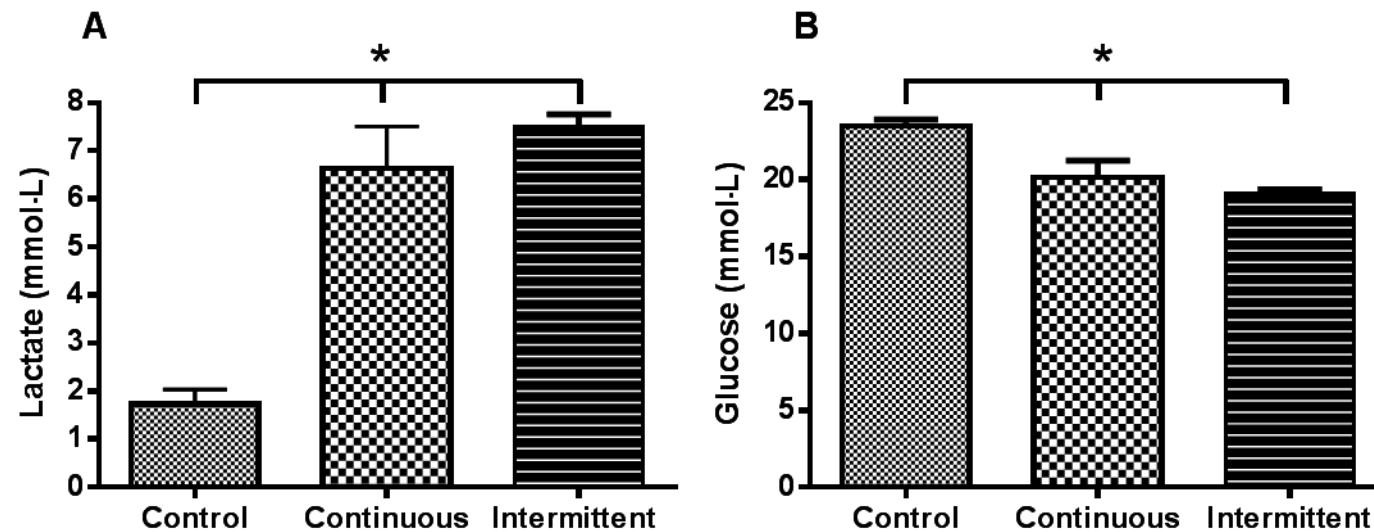 A
*
Lactate (mmol-L)
8
7
6
5
4
3
2
1
0
Control Continuous Intermittent
B
*
Glucose (mmol-L)
25
20
15
10
5
0
Control Continuous Intermittent